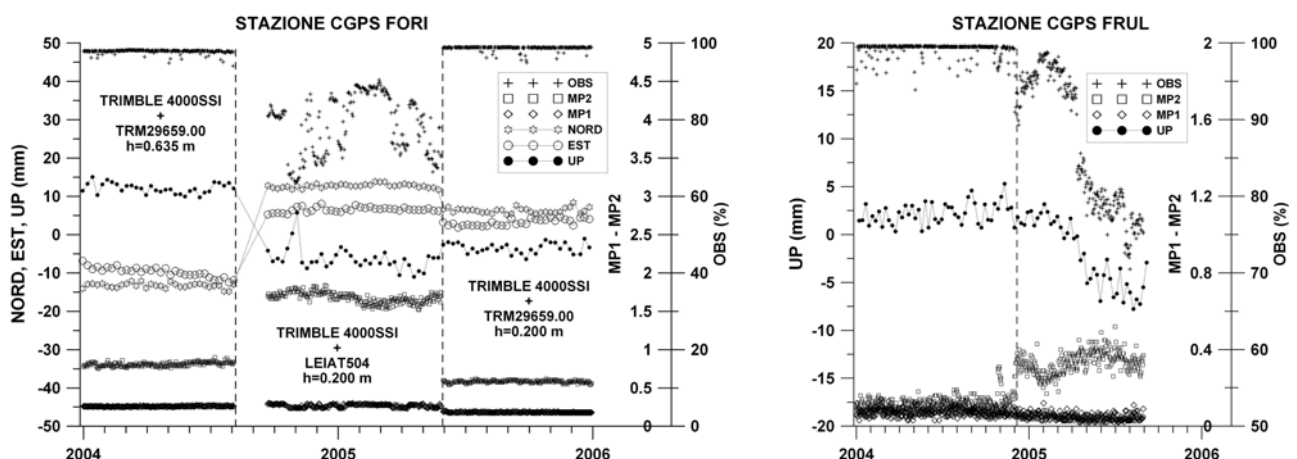 STAZIONE CGPS FORI
NORD, EST, UP (mm)
50
40
30
20
10
0
-10
-20
-30
-40
-50
2004
2005
2006
TRIMBLE 4000SSI
+
TRM29659.00
h=0.635 m
TRIMBLE 4000SSI
+
LEIAT504
h=0.200 m
TRIMBLE 4000SSI
+
TRM29659.00
h=0.200 m
OBS
MP2
MP1
NORD
EST
UP
MP1 - MP2
5
4.5
4
3.5
3
2.5
2
1.5
1
0.5
0
OBS (%)
100
80
60
40
20
0
STAZIONE CGPS FRUL
UP (mm)
20
15
10
5
0
-5
-10
-15
-20
2004
2005
2006
OBS
MP2
MP1
UP
MP1 - MP2
2
1.6
1.2
0.8
0.4
0
OBS (%)
100
90
80
70
60
50